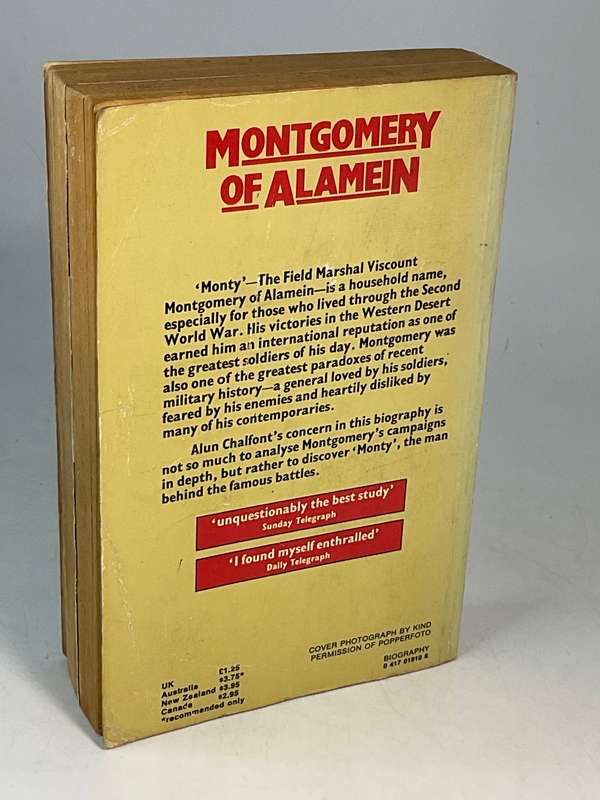 MONTGOMERY
OF ALAMEIN
‘Monty’—The Field Marshal Viscount
Montgomery of Alamein—is a household name,
especially for those who lived through the Second
World War. His victories in the Western Desert
earned him an international reputation as one of
the greatest soldiers of his day. Montgomery was
also one of the greatest paradoxes of recent
military history—a general loved by his soldiers,
feared by his enemies and heartily disliked by
many of his contemporaries.
Alun Chalfont's concern in this biography is
not so much to analyse Montgomery's campaigns
in depth, but rather to discover ‘Monty’, the man
behind the famous battles.
‘unquestionably the best study’
Sunday Telegraph
‘I found myself enthralled’
Daily Telegraph
COVER PHOTOGRAPH BY KIND
PERMISSION OF POPPERFOTO
BIOGRAPHY
0 417 01910 6
UK £1.25
Australia $3.75*
New Zealand $3.95
Canada $2.95
*recommended only